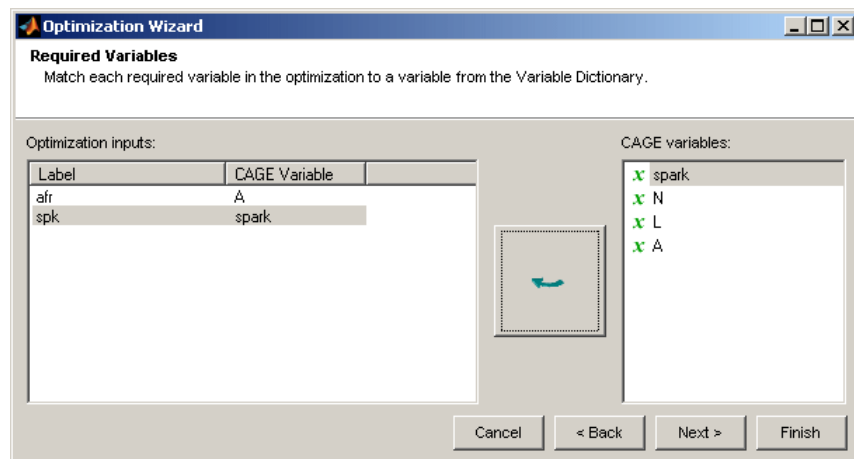 Optimization Wizard
Required Variables
Match each required variable in the optimization to a variable from the Variable Dictionary.
Optimization inputs:
Label CAGE Variable
afr A
spk spark
CAGE variables:
x spark
x N
x L
x A
Cancel < Back Next > Finish